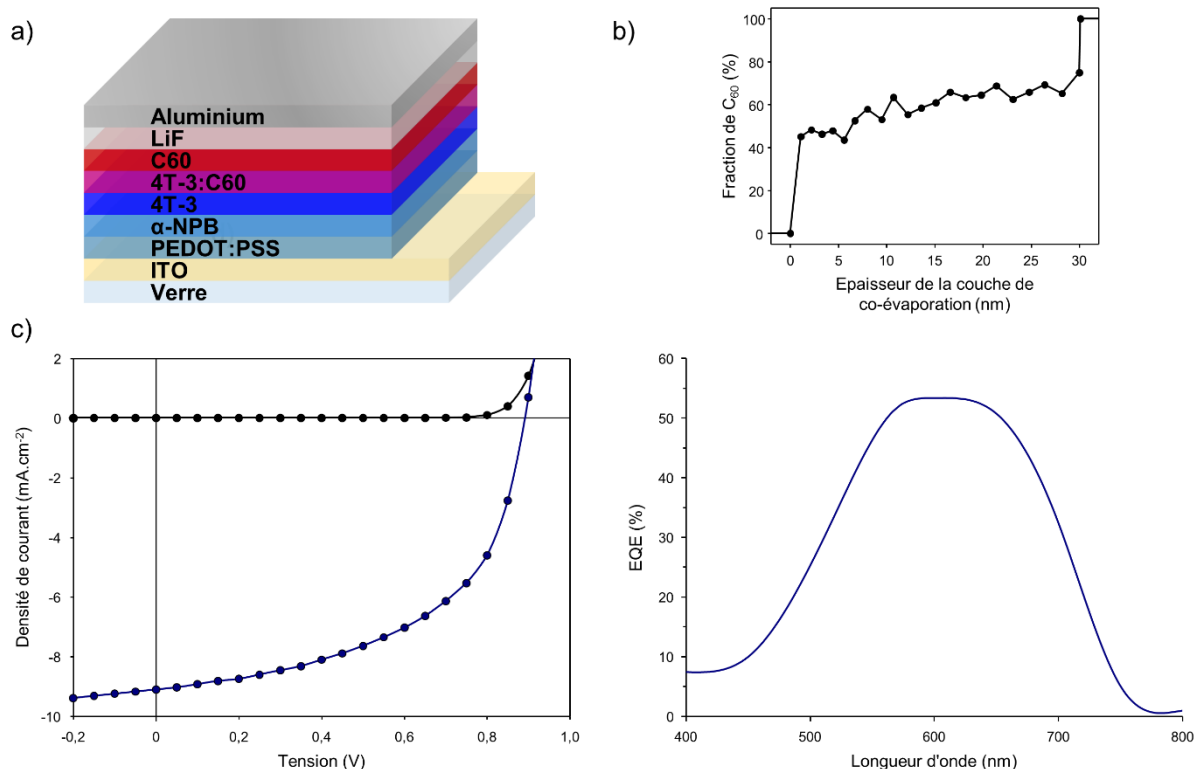 a)
Aluminium
LiF
C60
4T-3:C60
4T-3
α-NPB
PEDOT:PSS
ITO
Verre
b)
Fraction de C₆₀ (%)
100
80
60
40
20
0
0 5 10 15 20 25 30
Epaisseur de la couche de
co-évaporation (nm)
c)
Densité de courant (mA.cm⁻²)
2
0
-2
-4
-6
-8
-10
-0,2 0 0,2 0,4 0,6 0,8 1,0
Tension (V)
EQE (%)
60
50
40
30
20
10
0
400 500 600 700 800
Longueur d'onde (nm)